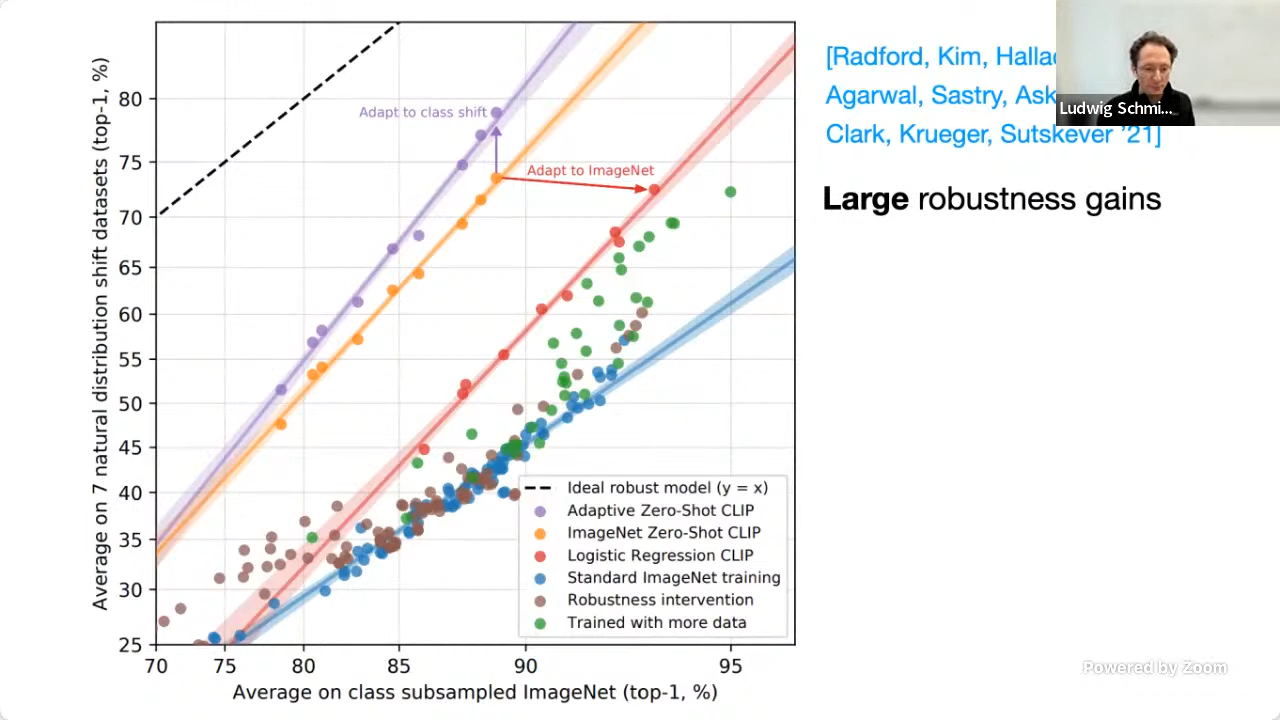 Average on 7 natural distribution shift datasets (top-1, %)
80
75
70
65
60
55
50
45
40
35
30
25
Adapt to class shift
Adapt to ImageNet
Ideal robust model (y = x)
Adaptive Zero-Shot CLIP
ImageNet Zero-Shot CLIP
Logistic Regression CLIP
Standard ImageNet training
Robustness intervention
Trained with more data
70 75 80 85 90 95
Average on class subsampled ImageNet (top-1, %)
[Radford, Kim,
Agarwal, Sastry,
Clark, Krueger, Sutskever ’21]
Large robustness gains
Ludwig Schmi...
Powered by Zoom